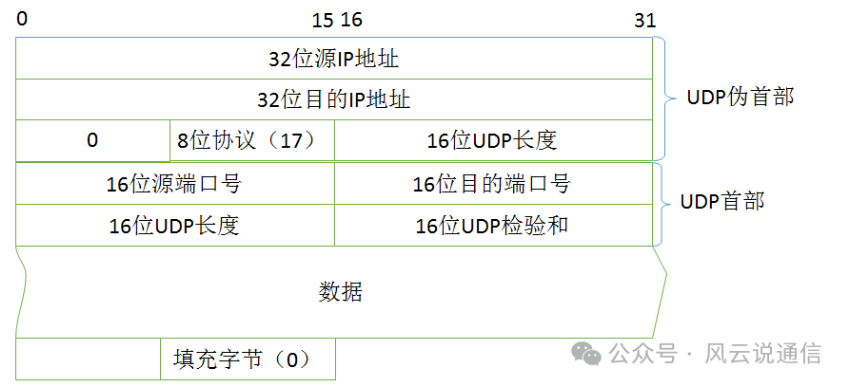 0 15 16 31
32位源IP地址
32位目的IP地址
UDP伪首部
0 8位协议（17） 16位UDP长度
16位源端口号 16位目的端口号
UDP首部
16位UDP长度 16位UDP检验和
数据
填充字节（0）
公众号 · 风云说通信